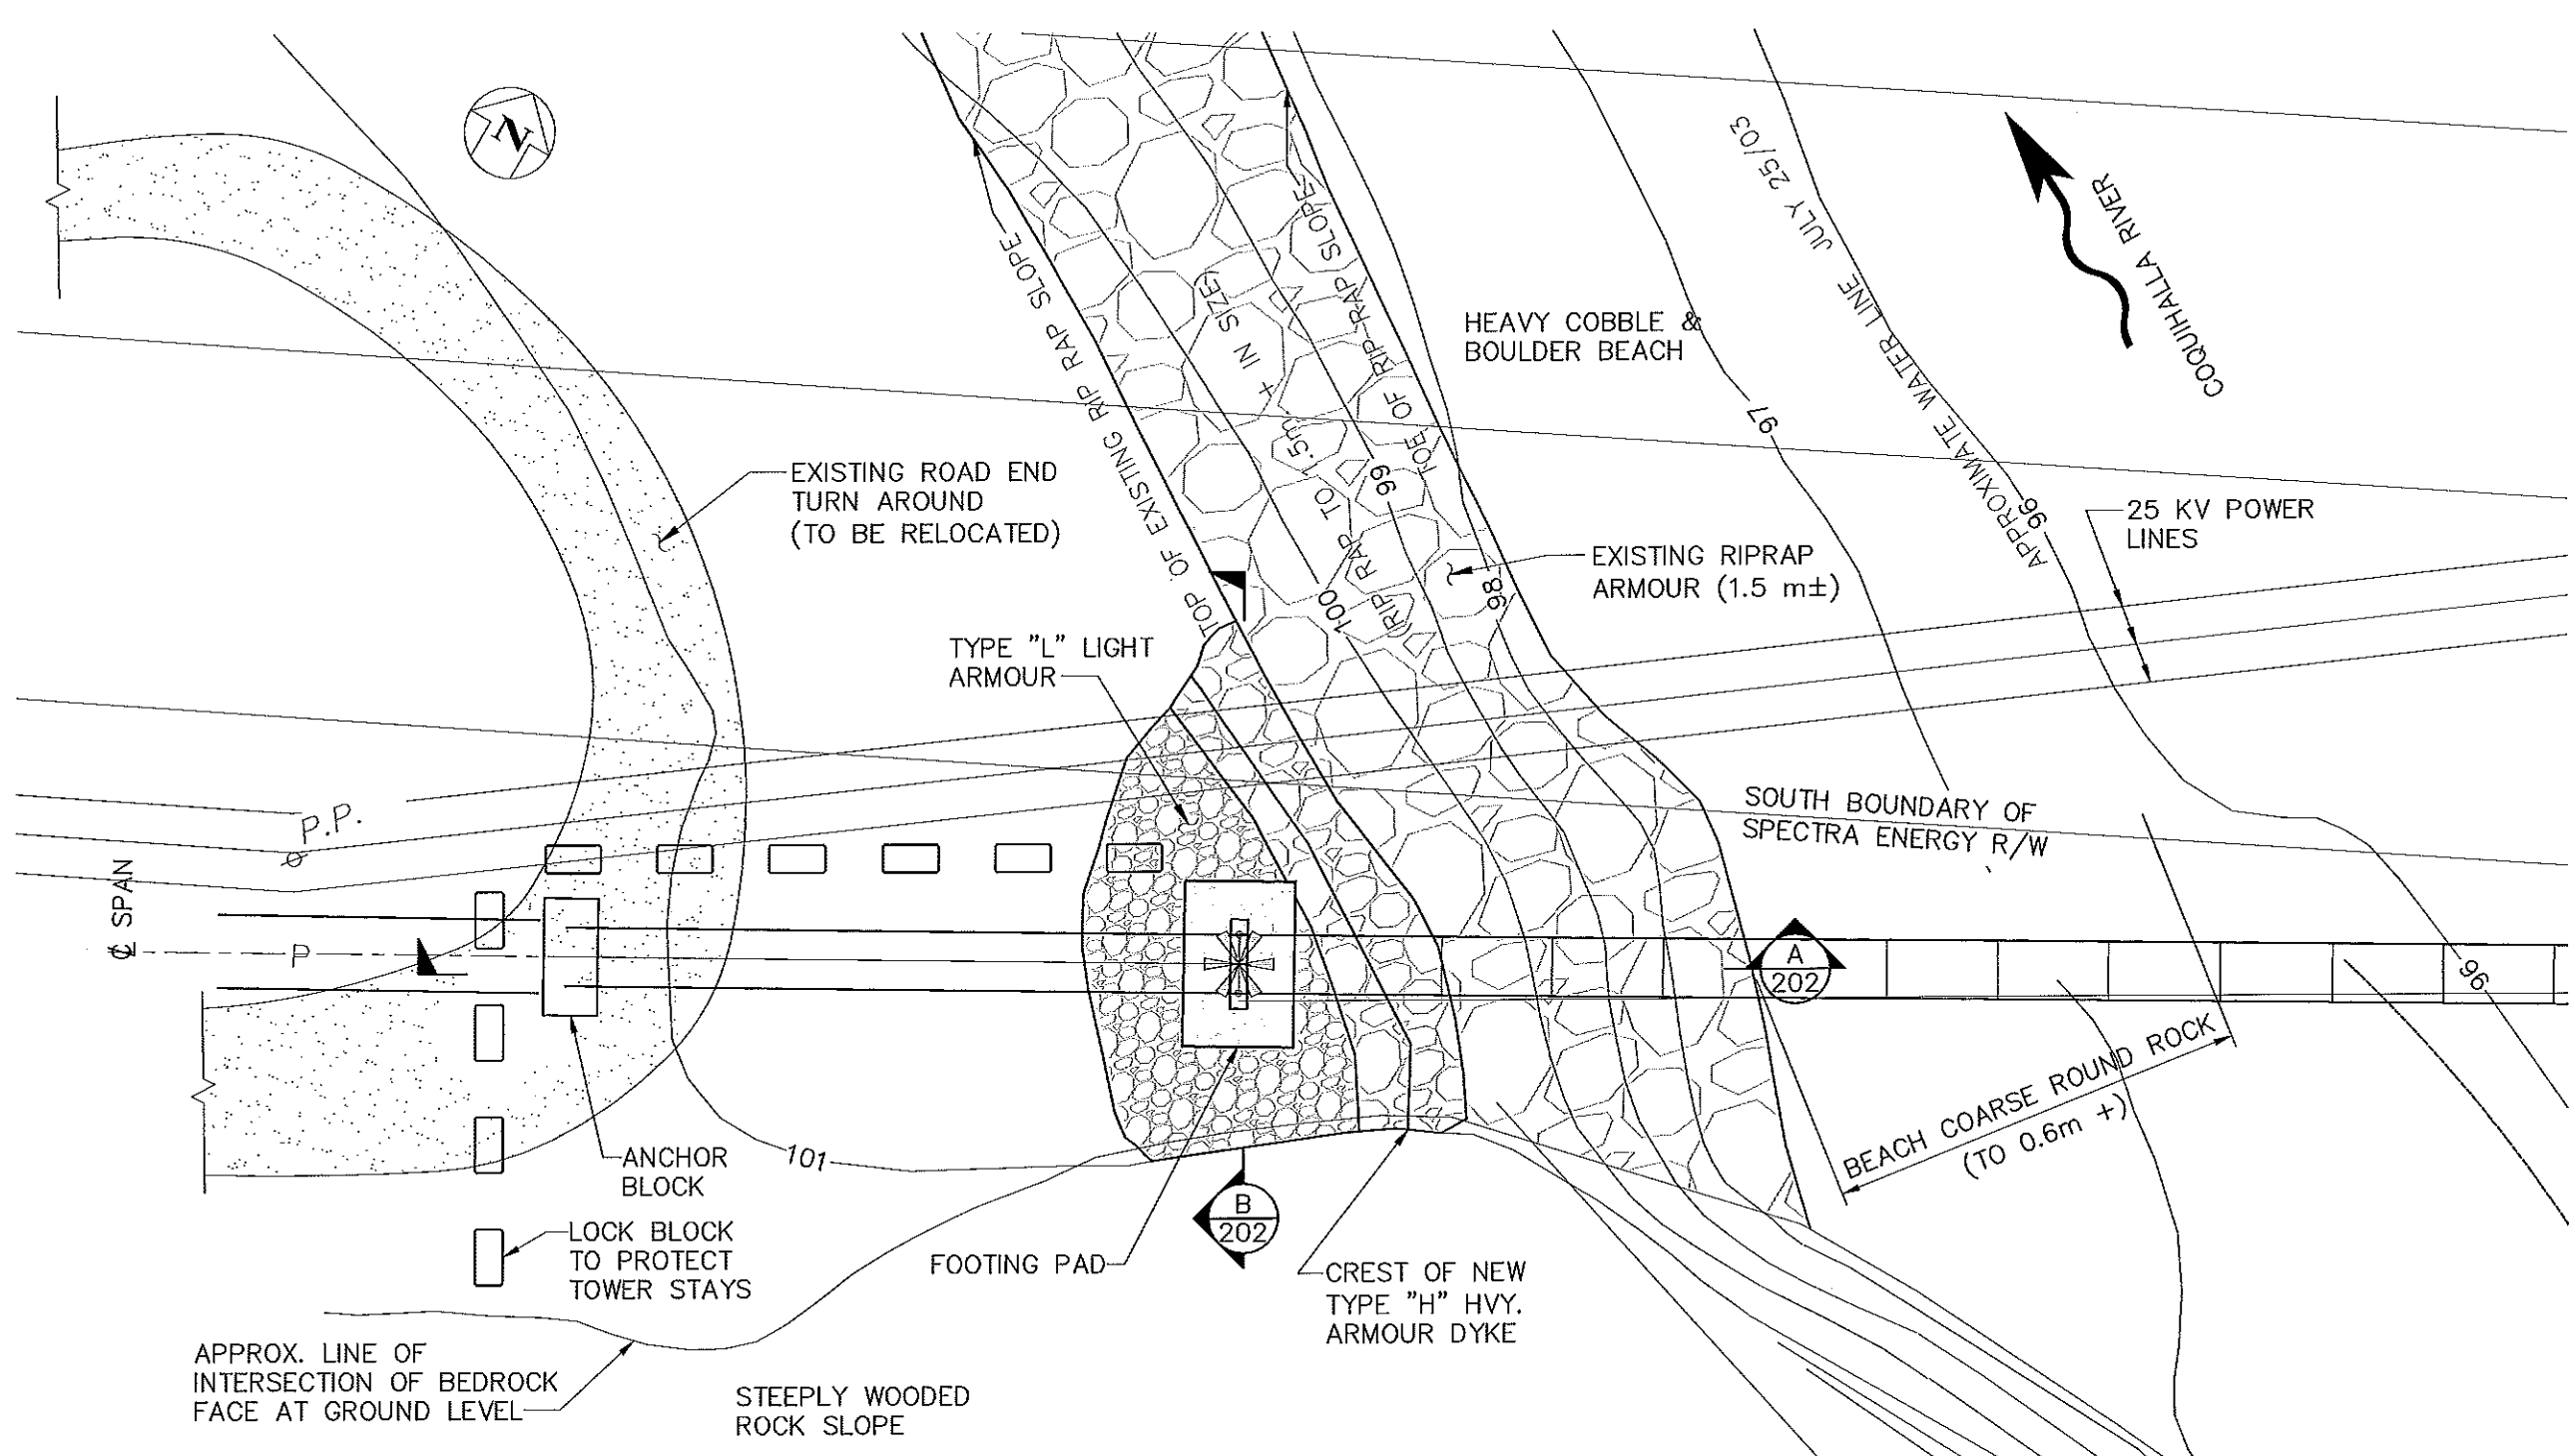 N
JULY 25/03
APPROXIMATE WATER LINE
COQUIHALLA RIVER
HEAVY COBBLE &
BOULDER BEACH
TOP OF EXISTING RIP RAP SLOPE
TOE OF RIP-RAP SLOPE
(RIP RAP TO 1.5m + IN SIZE)
97
99
96
98
100
EXISTING ROAD END
TURN AROUND
(TO BE RELOCATED)
25 KV POWER
LINES
EXISTING RIPRAP
ARMOUR (1.5 m±)
TYPE "L" LIGHT
ARMOUR
P.P.
SOUTH BOUNDARY OF
SPECTRA ENERGY R/W
℄ SPAN
P
A
202
96
BEACH COARSE ROUND ROCK
(TO 0.6m +)
101
ANCHOR
BLOCK
B
202
LOCK BLOCK
TO PROTECT
TOWER STAYS
FOOTING PAD
CREST OF NEW
TYPE "H" HVY.
ARMOUR DYKE
APPROX. LINE OF
INTERSECTION OF BEDROCK
FACE AT GROUND LEVEL
STEEPLY WOODED
ROCK SLOPE